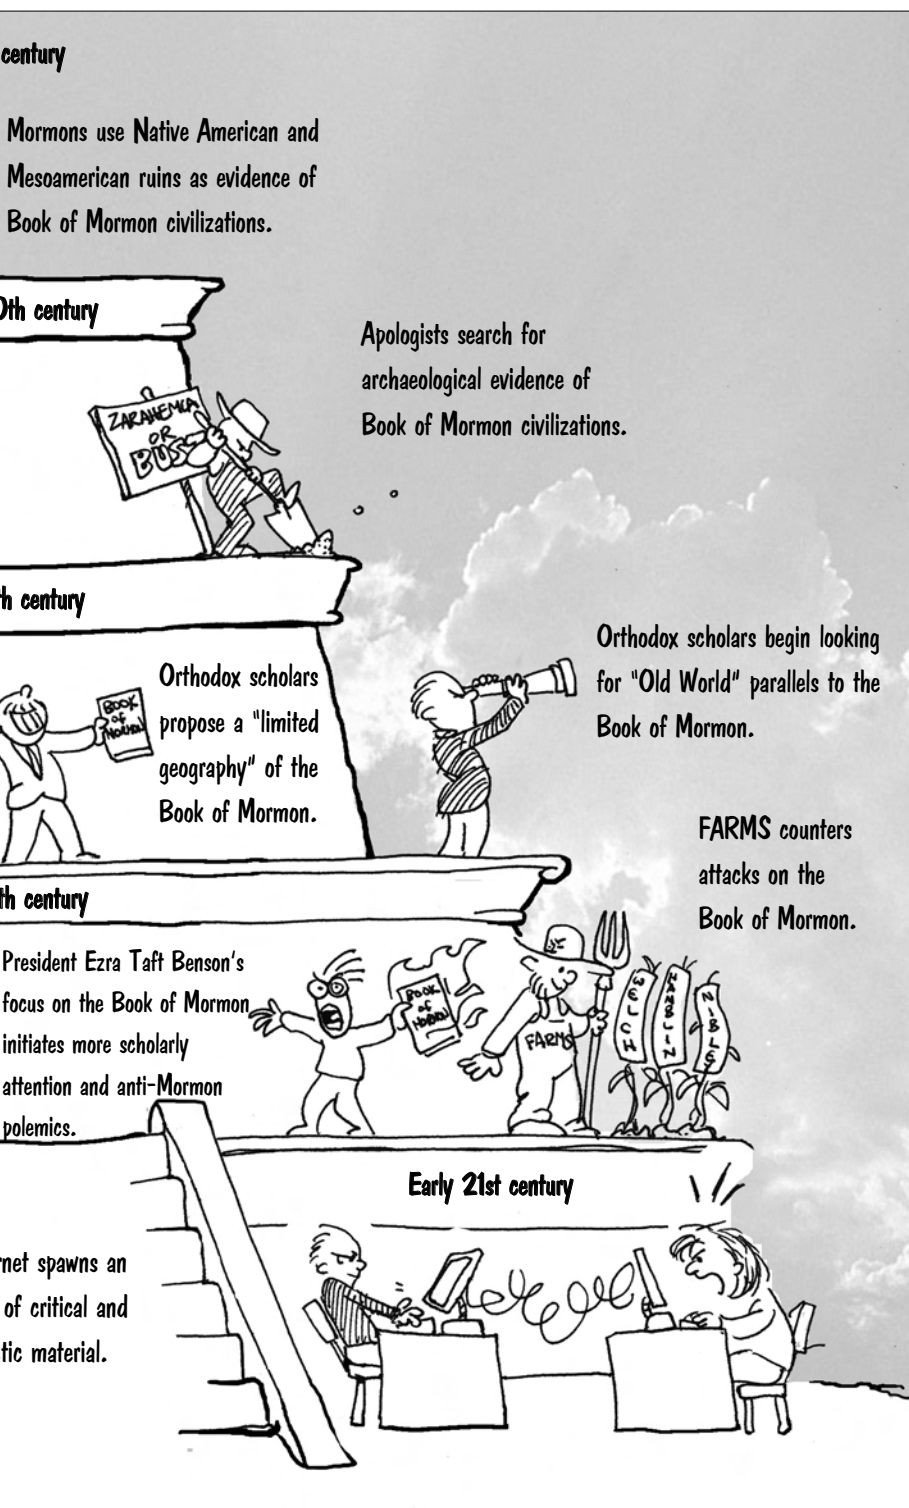 century
Mormons use Native American and
Mesoamerican ruins as evidence of
Book of Mormon civilizations.
0th century
Apologists search for
archaeological evidence of
Book of Mormon civilizations.
ZARAHEMLA
OR
BUST
th century
Orthodox scholars
propose a "limited
geography" of the
Book of Mormon.
BOOK
of
MORMON
Orthodox scholars begin looking
for "Old World" parallels to the
Book of Mormon.
FARMS counters
attacks on the
Book of Mormon.
th century
President Ezra Taft Benson's
focus on the Book of Mormon
initiates more scholarly
attention and anti-Mormon
polemics.
BOOK
of
MORMON
FARMS
WELCH
HAMBLIN
NIBLEY
Early 21st century
rnet spawns an
of critical and
tic material.